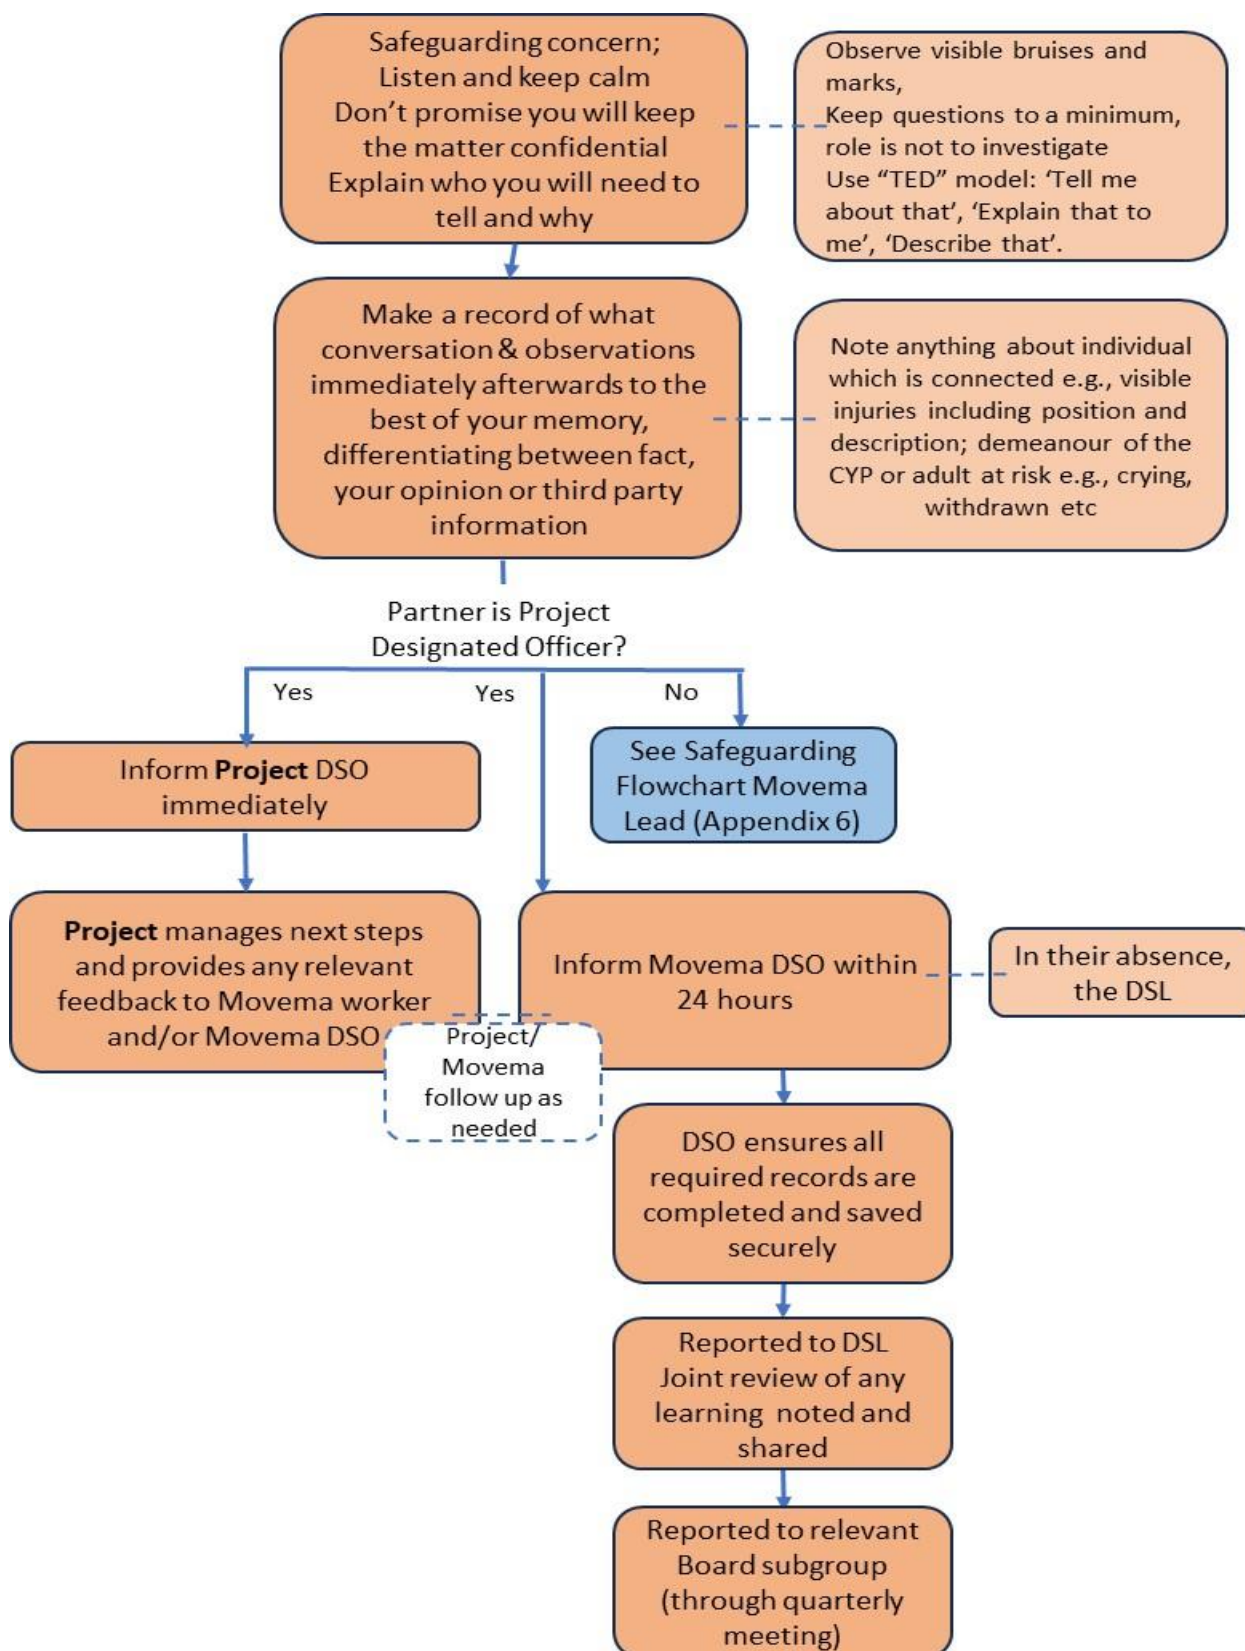 Safeguarding concern;
Listen and keep calm
Don't promise you will keep
the matter confidential
Explain who you will need to
tell and why
Observe visible bruises and
marks,
Keep questions to a minimum,
role is not to investigate
Use “TED” model: ‘Tell me
about that’, ‘Explain that to
me’, ‘Describe that’.
Make a record of what
conversation & observations
immediately afterwards to the
best of your memory,
differentiating between fact,
your opinion or third party
information
Note anything about individual
which is connected e.g., visible
injuries including position and
description; demeanour of the
CYP or adult at risk e.g., crying,
withdrawn etc
Partner is Project
Designated Officer?
Yes
Yes
No
Inform Project DSO
immediately
See Safeguarding
Flowchart Movema
Lead (Appendix 6)
Project manages next steps
and provides any relevant
feedback to Movema worker
and/or Movema DSO
Inform Movema DSO within
24 hours
In their absence,
the DSL
Project/
Movema
follow up as
needed
DSO ensures all
required records are
completed and saved
securely
Reported to DSL
Joint review of any
learning noted and
shared
Reported to relevant
Board subgroup
(through quarterly
meeting)